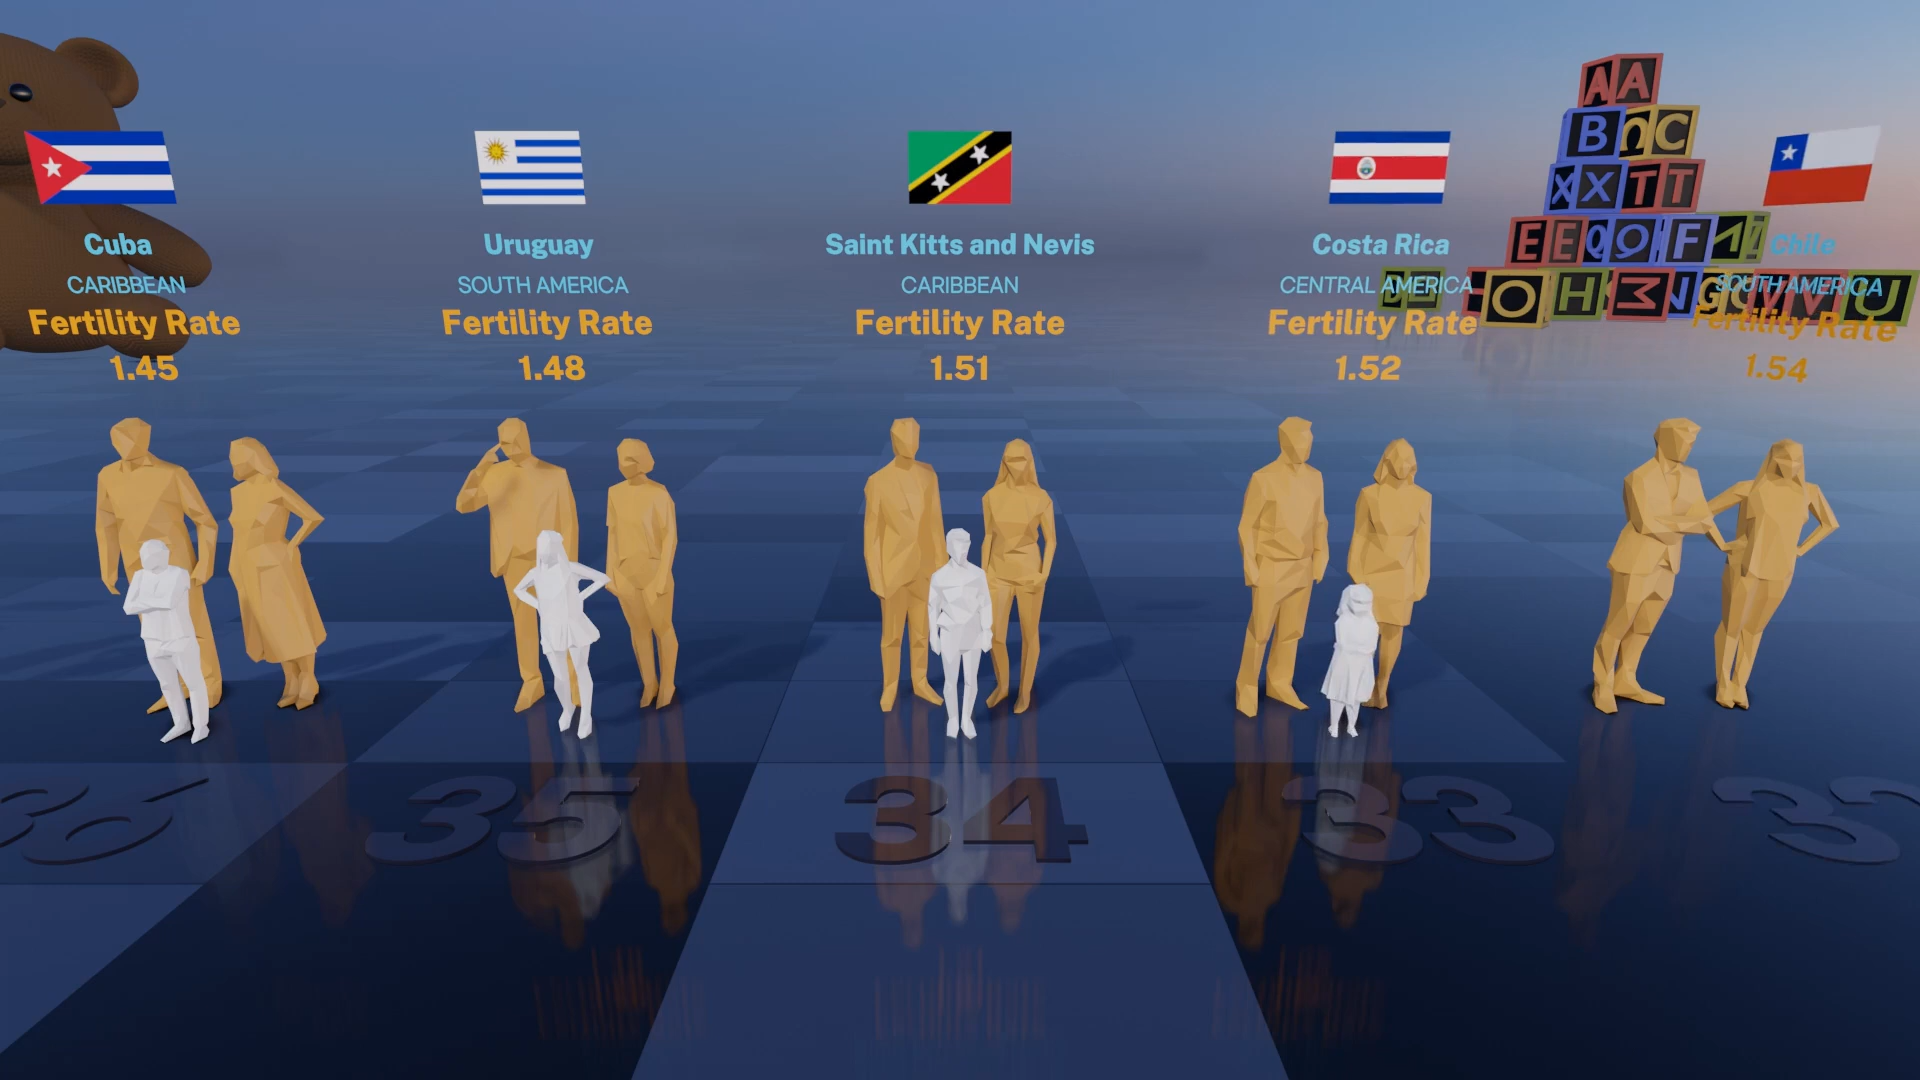 Cuba
CARIBBEAN
Fertility Rate
1.45
Uruguay
SOUTH AMERICA
Fertility Rate
1.48
Saint Kitts and Nevis
CARIBBEAN
Fertility Rate
1.51
Costa Rica
CENTRAL AMERICA
Fertility Rate
1.52
Chile
SOUTH AMERICA
Fertility Rate
1.54
A A
B C
X X T T
E E F
O H
36
35
34
33